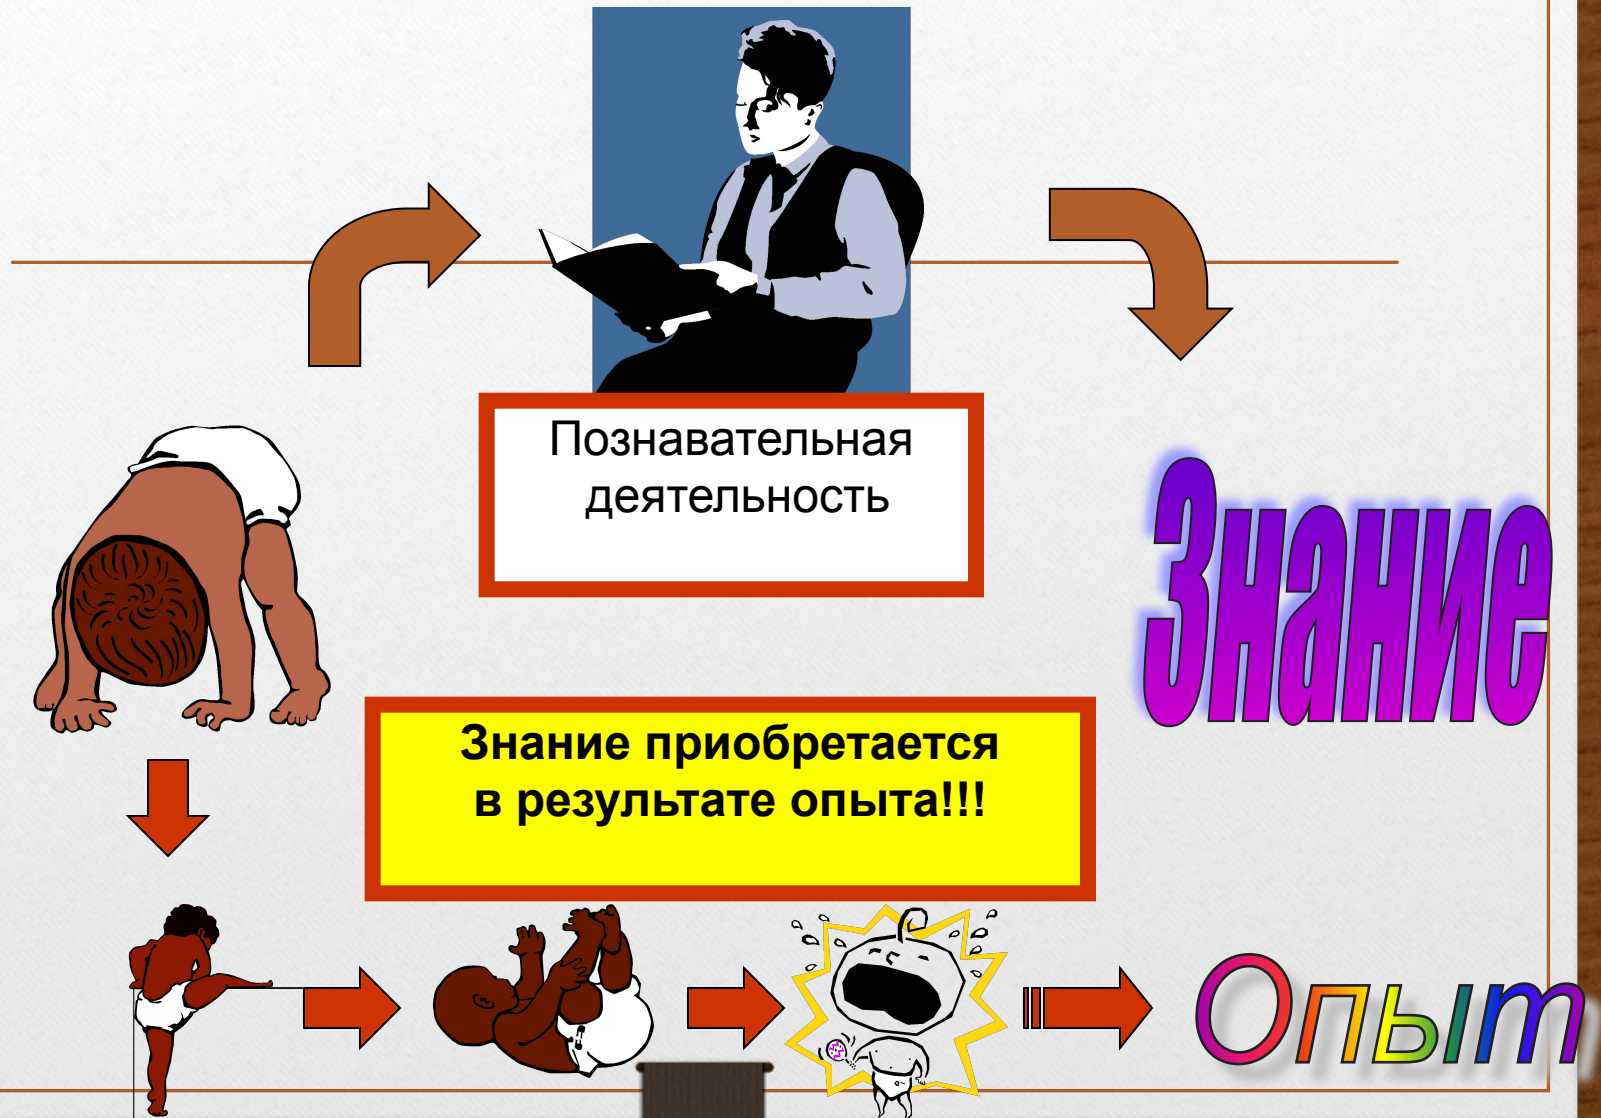 Познавательная
деятельность
Знание
Знание приобретается
в результате опыта!!!
Опыт